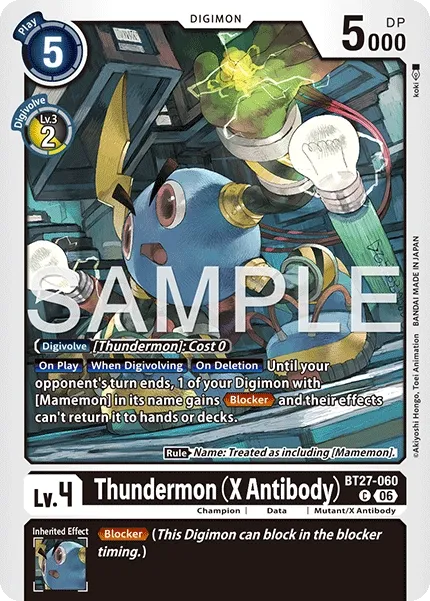 Play
5
DIGIMON
5000
DP
koki
Digivolve
Lv.3
2
SAMPLE
Digivolve [Thundermon]: Cost 0
On Play When Digivolving On Deletion Until your
opponent's turn ends, 1 of your Digimon with
[Mamemon] in its name gains Blocker and their effects
can't return it to hands or decks.
Rule Name: Treated as including [Mamemon].
©Akiyoshi Hongo, Toei Animation BANDAI MADE IN JAPAN
Lv.4
Thundermon (X Antibody)
BT27-060
C 06
Champion | Data | Mutant/X Antibody
Inherited Effect
Blocker (This Digimon can block in the blocker
timing.)